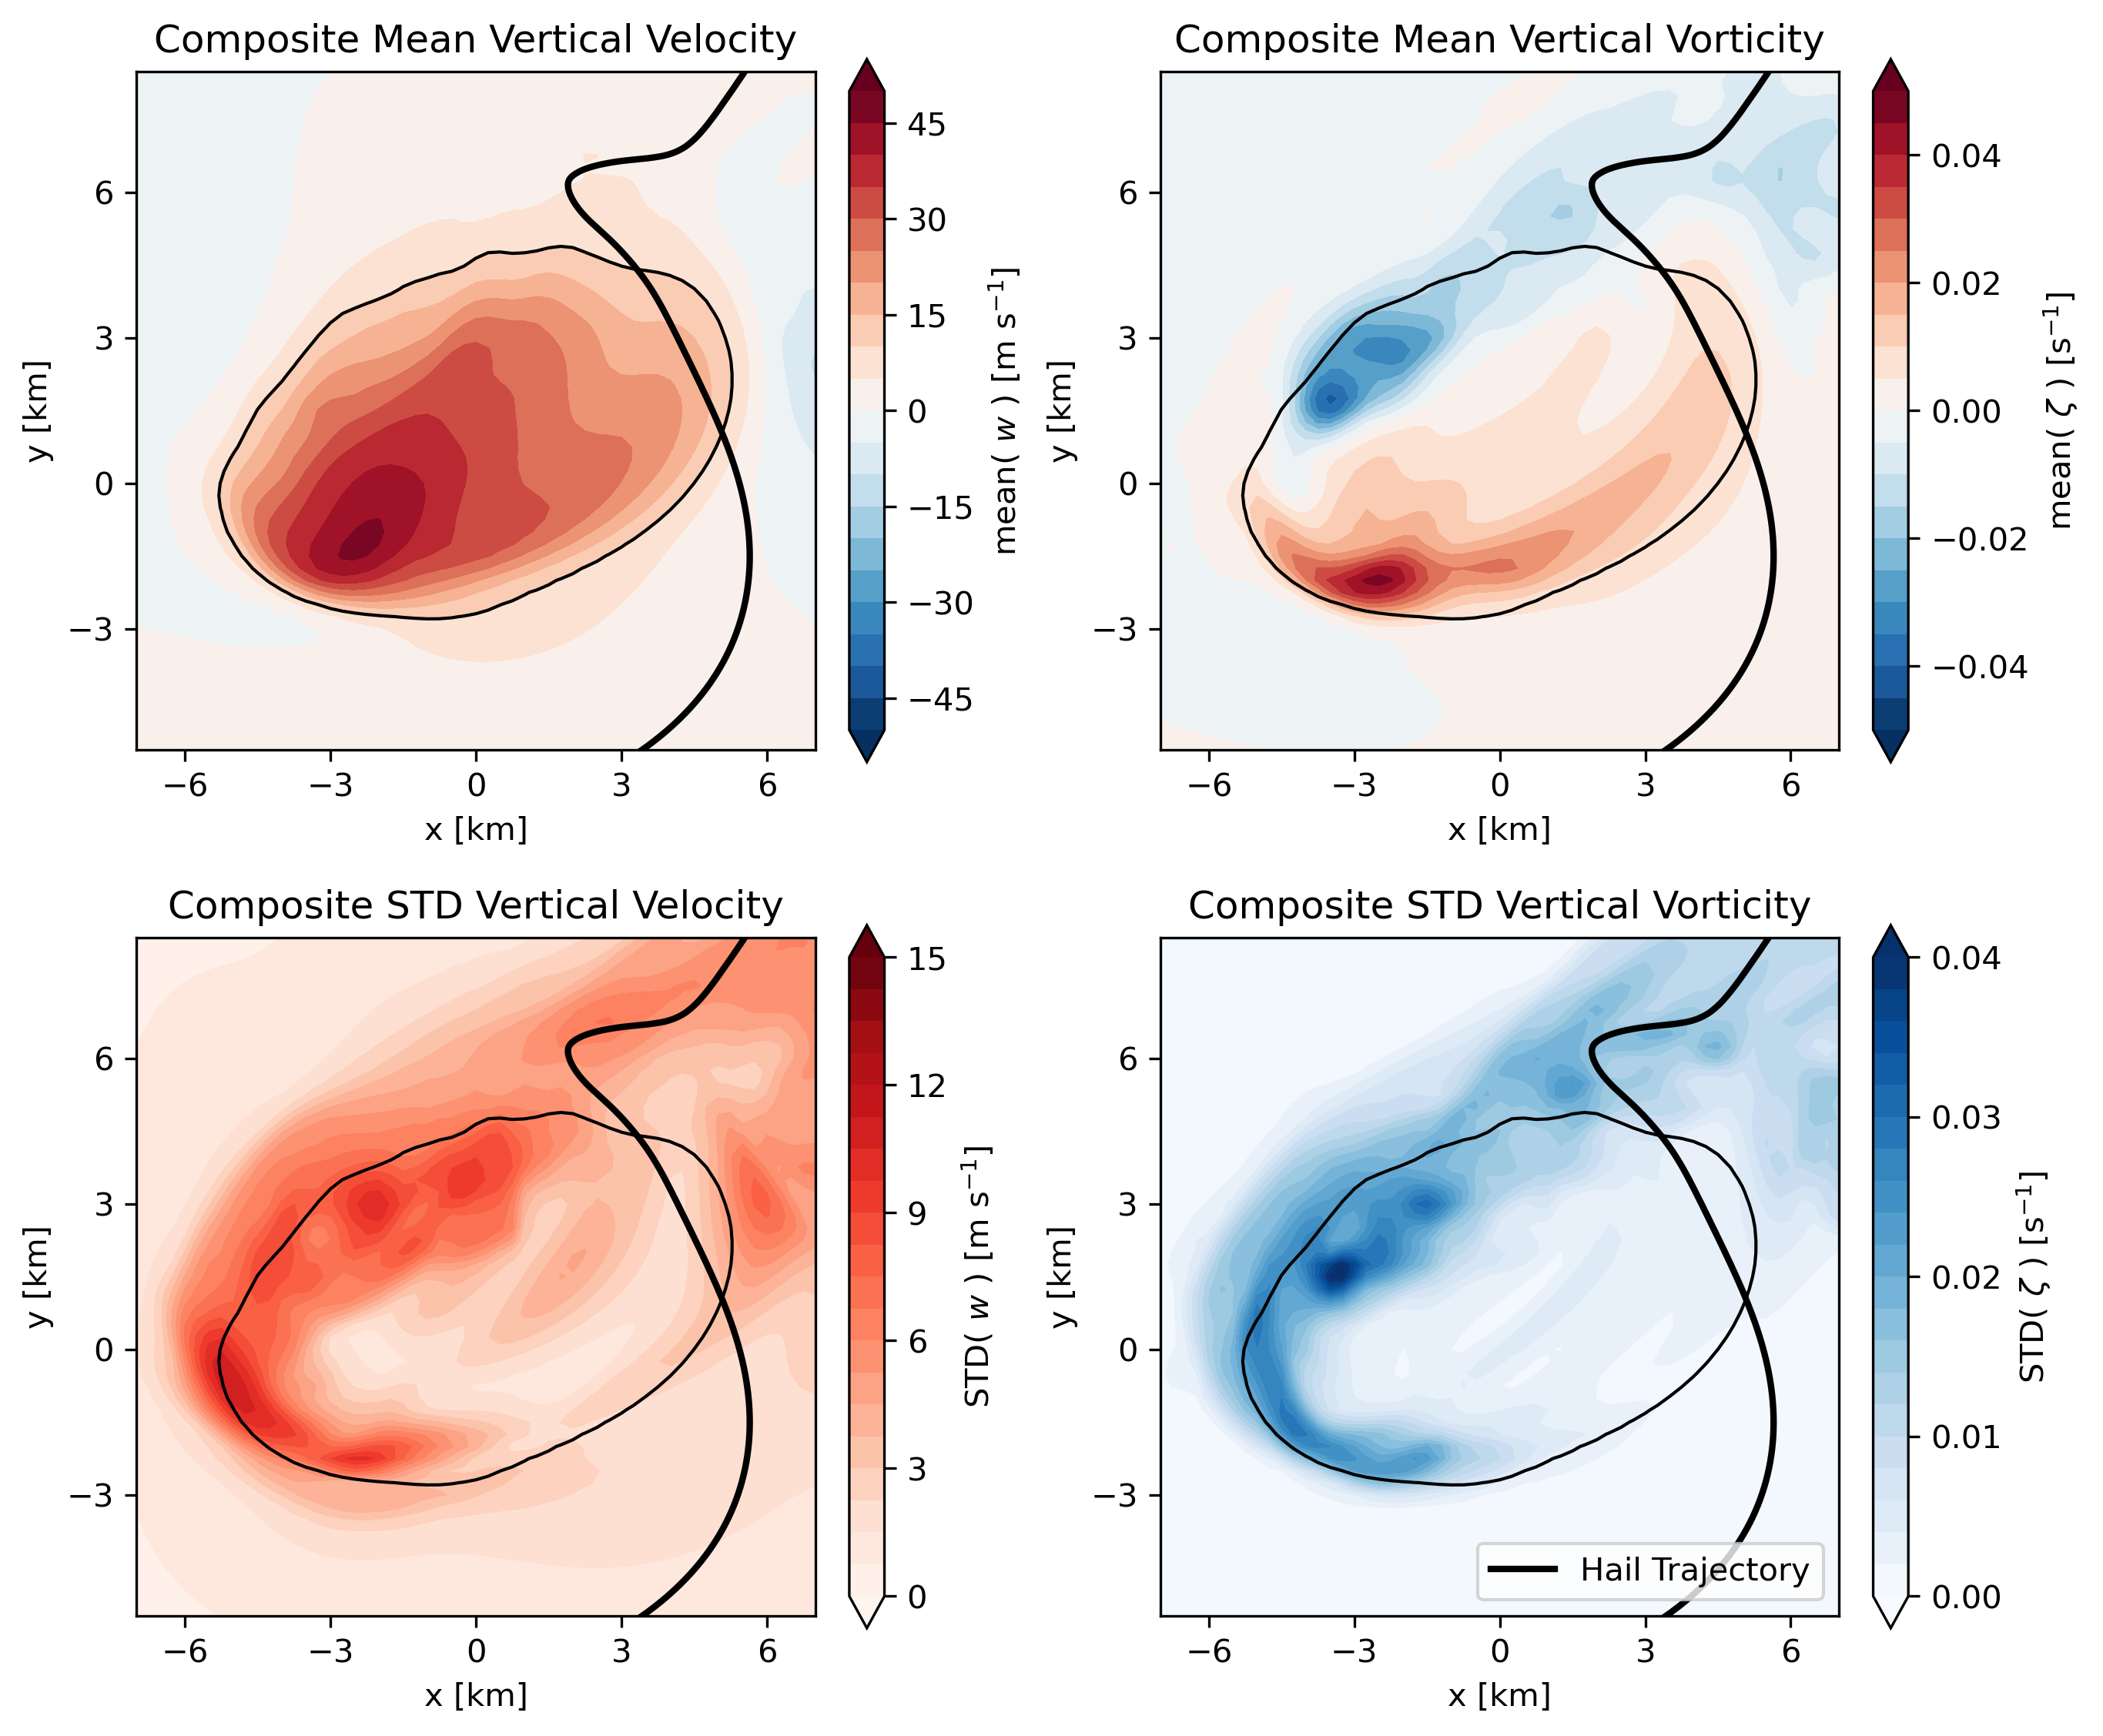 Composite Mean Vertical Velocity
6
3
0
−3
y [km]
−6 −3 0 3 6
x [km]
45
30
15
0
−15
−30
−45
mean( w ) [m s⁻¹]
Composite Mean Vertical Vorticity
6
3
0
−3
y [km]
−6 −3 0 3 6
x [km]
0.04
0.02
0.00
−0.02
−0.04
mean( ζ ) [s⁻¹]
Composite STD Vertical Velocity
6
3
0
−3
y [km]
−6 −3 0 3 6
x [km]
15
12
9
6
3
0
STD( w ) [m s⁻¹]
Composite STD Vertical Vorticity
6
3
0
−3
y [km]
Hail Trajectory
−6 −3 0 3 6
x [km]
0.04
0.03
0.02
0.01
0.00
STD( ζ ) [s⁻¹]